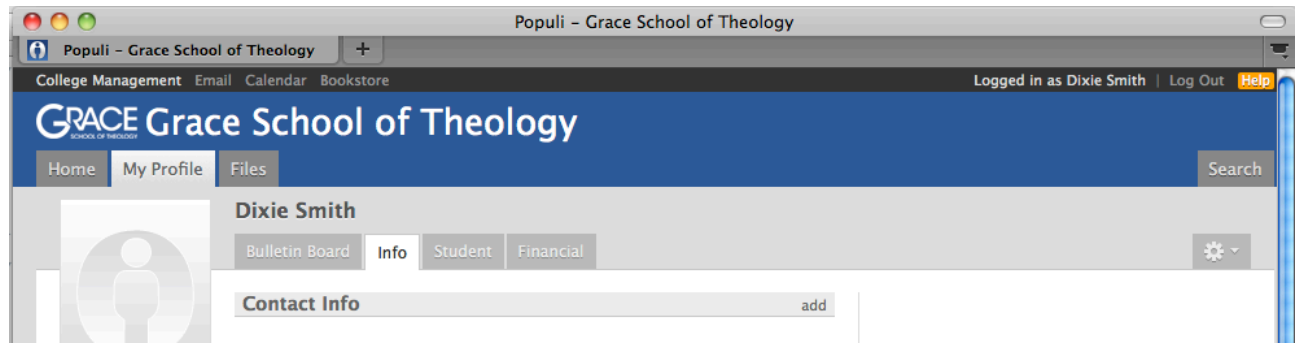 Populi – Grace School of Theology
Populi – Grace School of Theology +
College Management Email Calendar Bookstore Logged in as Dixie Smith | Log Out Help
GRACE SCHOOL OF THEOLOGY Grace School of Theology
Home My Profile Files Search
Dixie Smith
Bulletin Board Info Student Financial
Contact Info add